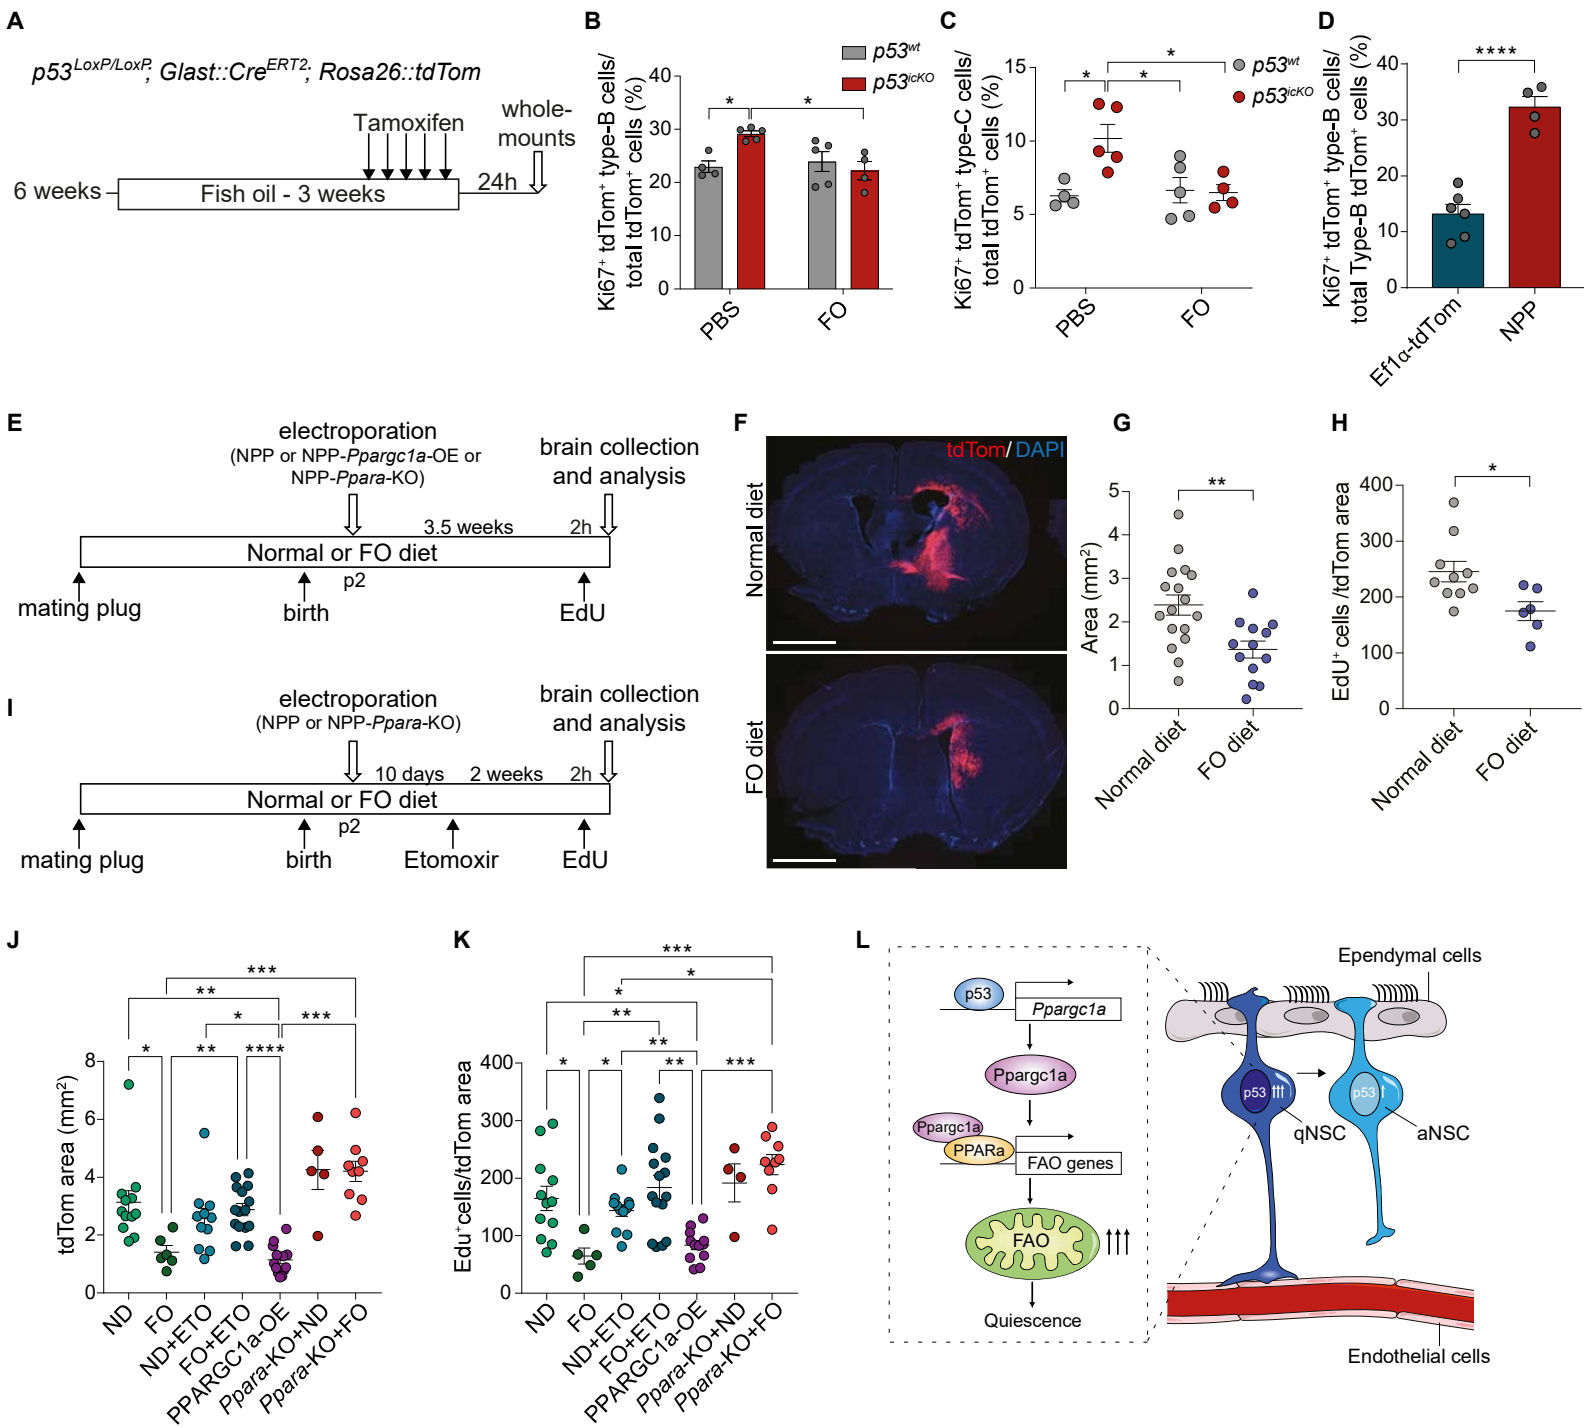 A
p53LoxP/LoxP; Glast::CreERT2; Rosa26::tdTom
Tamoxifen
whole-
mounts
6 weeks
Fish oil - 3 weeks
24h
B
Ki67+ tdTom+ type-B cells/
total tdTom+ cells (%)
p53wt
p53icKO
40
30
20
10
0
*
*
PBS
FO
C
Ki67+ tdTom+ type-C cells/
total tdTom+ cells (%)
p53wt
p53icKO
15
10
5
0
*
*
*
PBS
FO
D
Ki67+ tdTom+ type-B cells/
total Type-B tdTom+ cells (%)
****
40
30
20
10
0
Ef1α-tdTom
NPP
E
electroporation
(NPP or NPP-Ppargc1a-OE or
NPP-Ppara-KO)
brain collection
and analysis
3.5 weeks
2h
Normal or FO diet
p2
mating plug
birth
EdU
F
tdTom/DAPI
Normal diet
FO diet
G
Area (mm2)
**
5
4
3
2
1
0
Normal diet
FO diet
H
EdU+ cells /tdTom area
*
400
300
200
100
0
Normal diet
FO diet
I
electroporation
(NPP or NPP-Ppara-KO)
brain collection
and analysis
10 days
2 weeks
2h
Normal or FO diet
p2
mating plug
birth
Etomoxir
EdU
J
tdTom area (mm2)
***
**
*
***
*
**
****
8
6
4
2
0
ND
FO
ND+ETO
FO+ETO
PPARGC1a-OE
Ppara-KO+ND
Ppara-KO+FO
K
Edu+cells/tdTom area
***
*
*
**
**
*
*
**
***
400
300
200
100
0
ND
FO
ND+ETO
FO+ETO
PPARGC1a-OE
Ppara-KO+ND
Ppara-KO+FO
L
p53
Ppargc1a
Ppargc1a
Ppargc1a
PPARa
FAO genes
FAO
Quiescence
Ependymal cells
p53
p53
qNSC
aNSC
Endothelial cells